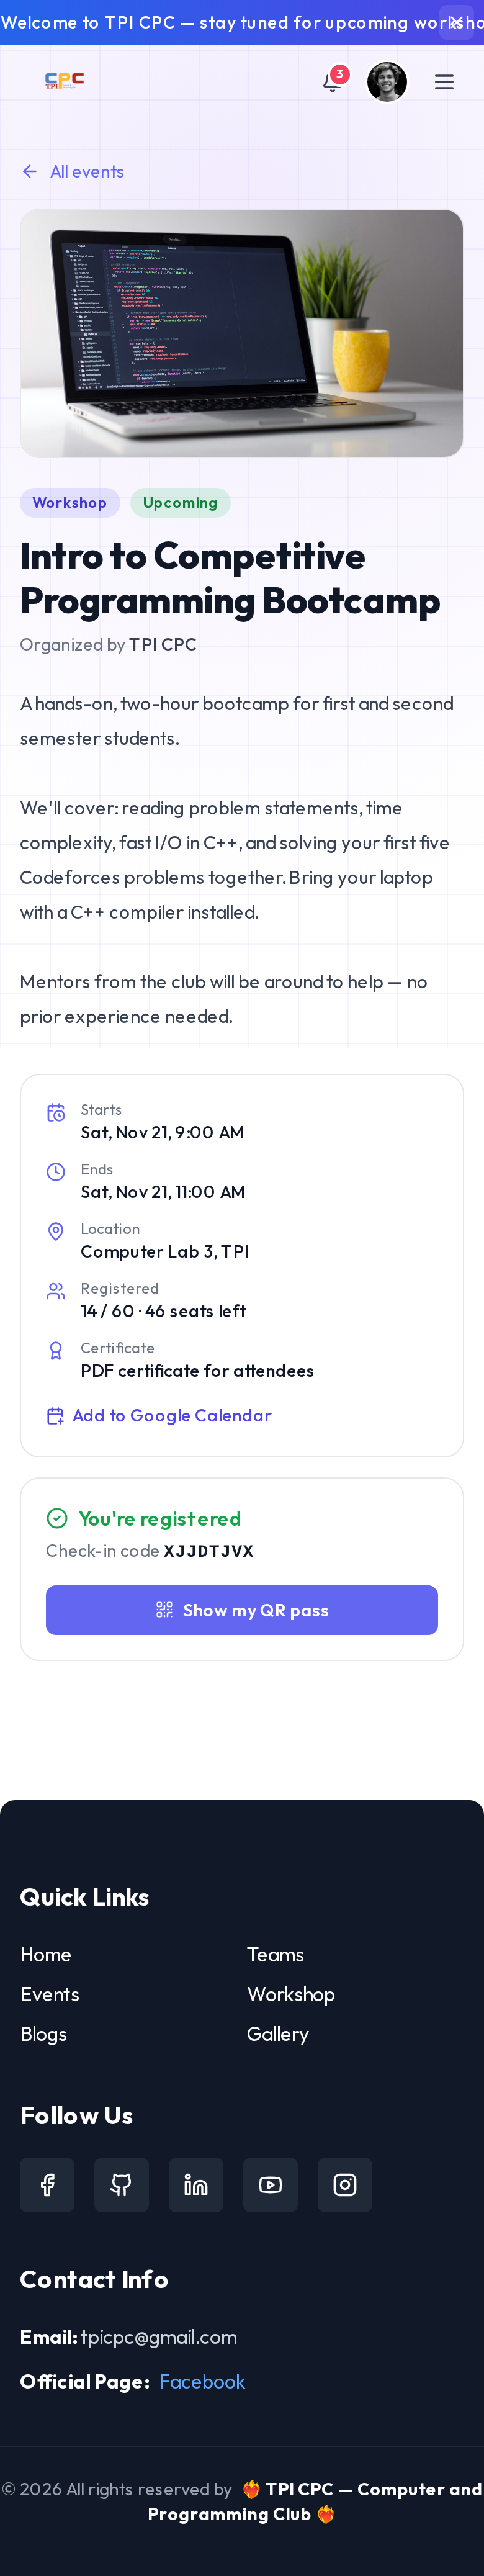 Welcome to TPI CPC — stay tuned for upcoming
CPC
TPI
3
All events
Workshop
Upcoming
Intro to Competitive
Programming Bootcamp
Organized by TPI CPC
A hands-on, two-hour bootcamp for first and second
semester students.
We'll cover: reading problem statements, time
complexity, fast I/O in C++, and solving your first five
Codeforces problems together. Bring your laptop
with a C++ compiler installed.
Mentors from the club will be around to help — no
prior experience needed.
Starts
Sat, Nov 21, 9:00 AM
Ends
Sat, Nov 21, 11:00 AM
Location
Computer Lab 3, TPI
Registered
14 / 60 · 46 seats left
Certificate
PDF certificate for attendees
Add to Google Calendar
You're registered
Check-in code XJJDTJVX
Show my QR pass
Quick Links
Home
Teams
Events
Workshop
Blogs
Gallery
Follow Us
Contact Info
Email: tpicpc@gmail.com
Official Page: Facebook
© 2026 All rights reserved by ❤️‍🔥 TPI CPC — Computer and
Programming Club ❤️‍🔥